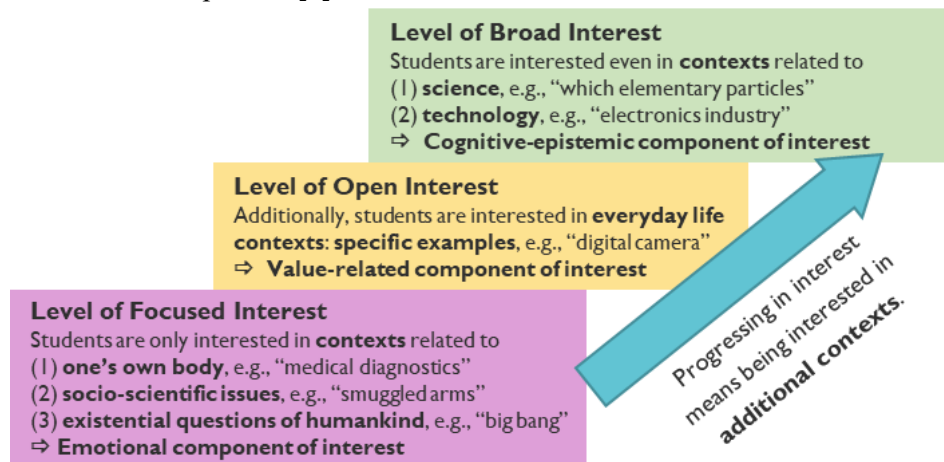 Level of Broad Interest
Students are interested even in contexts related to
(1) science, e.g., “which elementary particles”
(2) technology, e.g., “electronics industry”
⇨ Cognitive-epistemic component of interest
Level of Open Interest
Additionally, students are interested in everyday life
contexts: specific examples, e.g., “digital camera”
⇨ Value-related component of interest
Level of Focused Interest
Students are only interested in contexts related to
(1) one’s own body, e.g., “medical diagnostics”
(2) socio-scientific issues, e.g., “smuggled arms”
(3) existential questions of humankind, e.g., “big bang”
⇨ Emotional component of interest
Progressing in interest
means being interested in
additional contexts.